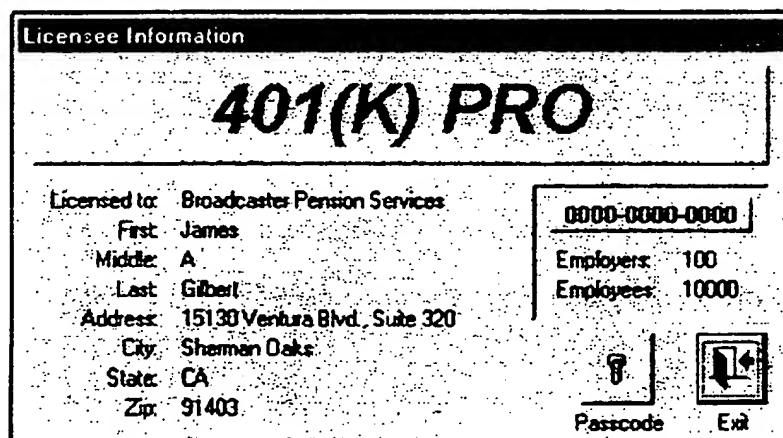 Licensee Information
401(K) PRO
Licensed to: Broadcaster Pension Services
First: James
Middle: A
Last: Gilbert
Address: 15130 Ventura Blvd., Suite 320
City: Sherman Oaks
State: CA
Zip: 91403
0000-0000-0000
Employers: 100
Employees: 10000
Passcode
Exit